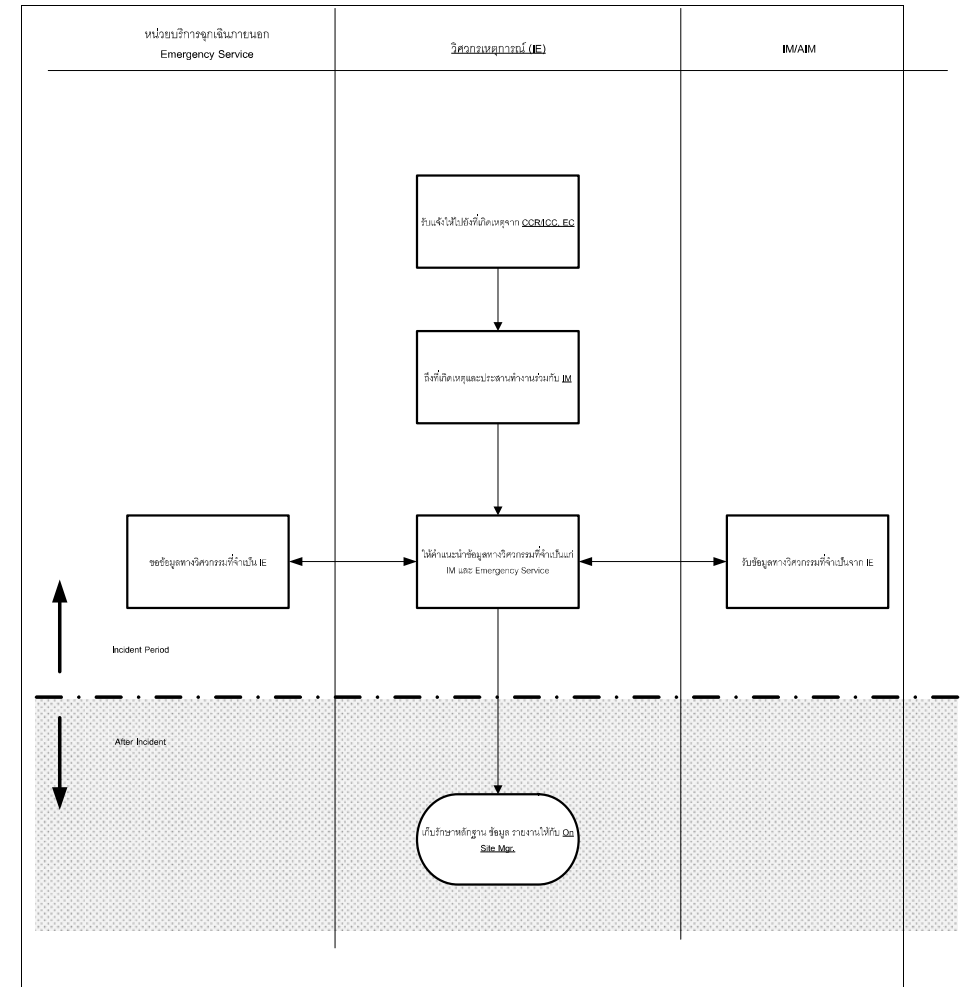 หน่วยบริการฉุกเฉินภายนอก
Emergency Service
วิศวกรเหตุการณ์ (IE)
IM/AIM
รับแจ้งให้ไปยังที่เกิดเหตุจาก CCR/ICC, EC
ถึงที่เกิดเหตุและประสานทำงานร่วมกับ IM
ขอข้อมูลทางวิศวกรรมที่จำเป็น IE
ให้คำแนะนำข้อมูลทางวิศวกรรมที่จำเป็นแก่
IM และ Emergency Service
รับข้อมูลทางวิศวกรรมที่จำเป็นจาก IE
Incident Period
After Incident
เก็บรักษาหลักฐาน ข้อมูล รายงานให้กับ On
Site Mgr.